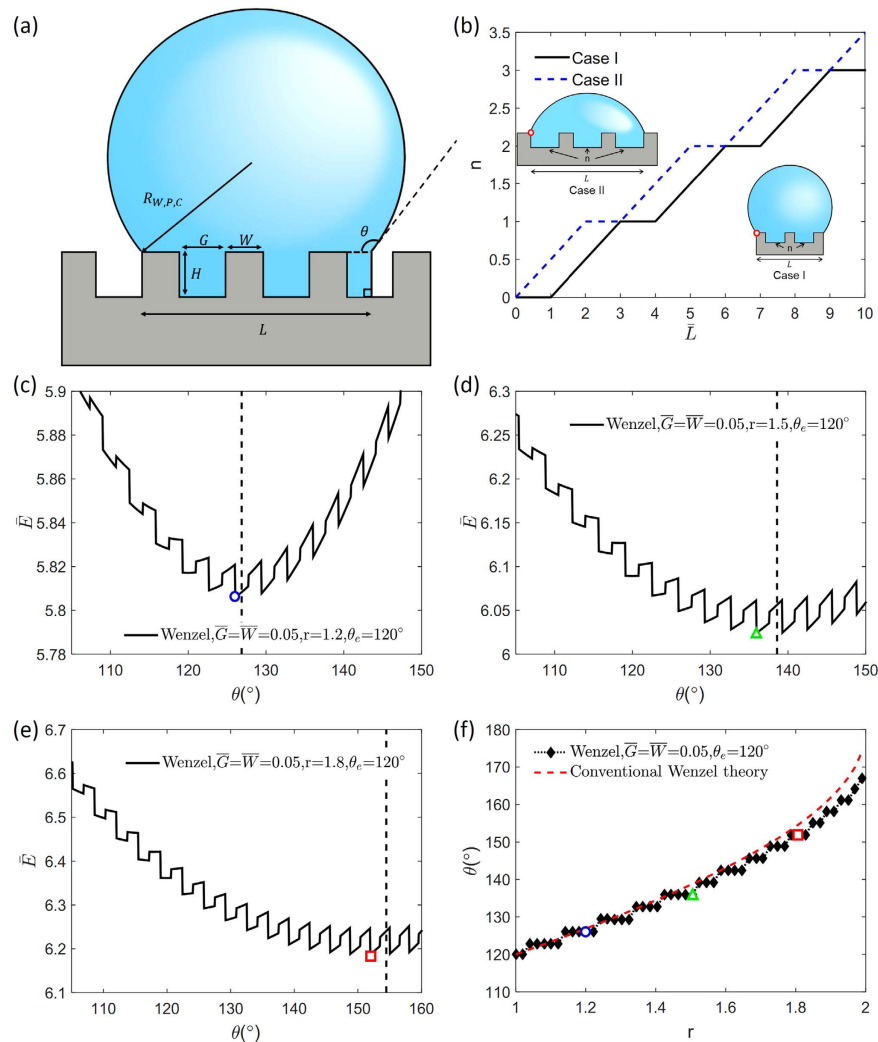 (a)
R_{W,P,C}
G
W
θ
H
L
(b)
3.5
3
2.5
2
1.5
1
0.5
0
n
Case I
Case II
n
L
Case II
n
L
Case I
0 1 2 3 4 5 6 7 8 9 10
L̄
(c)
5.9
5.88
5.86
5.84
5.82
5.8
5.78
Ē
Wenzel,G̅=W̅=0.05,r=1.2,θ_e=120°
110 120 130 140 150
θ(°)
(d)
6.3
6.25
6.2
6.15
6.1
6.05
6
Ē
Wenzel,G̅=W̅=0.05,r=1.5,θ_e=120°
110 120 130 140 150
θ(°)
(e)
6.7
6.6
6.5
6.4
6.3
6.2
6.1
Ē
Wenzel,G̅=W̅=0.05,r=1.8,θ_e=120°
110 120 130 140 150 160
θ(°)
(f)
180
170
160
150
140
130
120
110
θ(°)
Wenzel,G̅=W̅=0.05,θ_e=120°
Conventional Wenzel theory
1 1.2 1.4 1.6 1.8 2
r